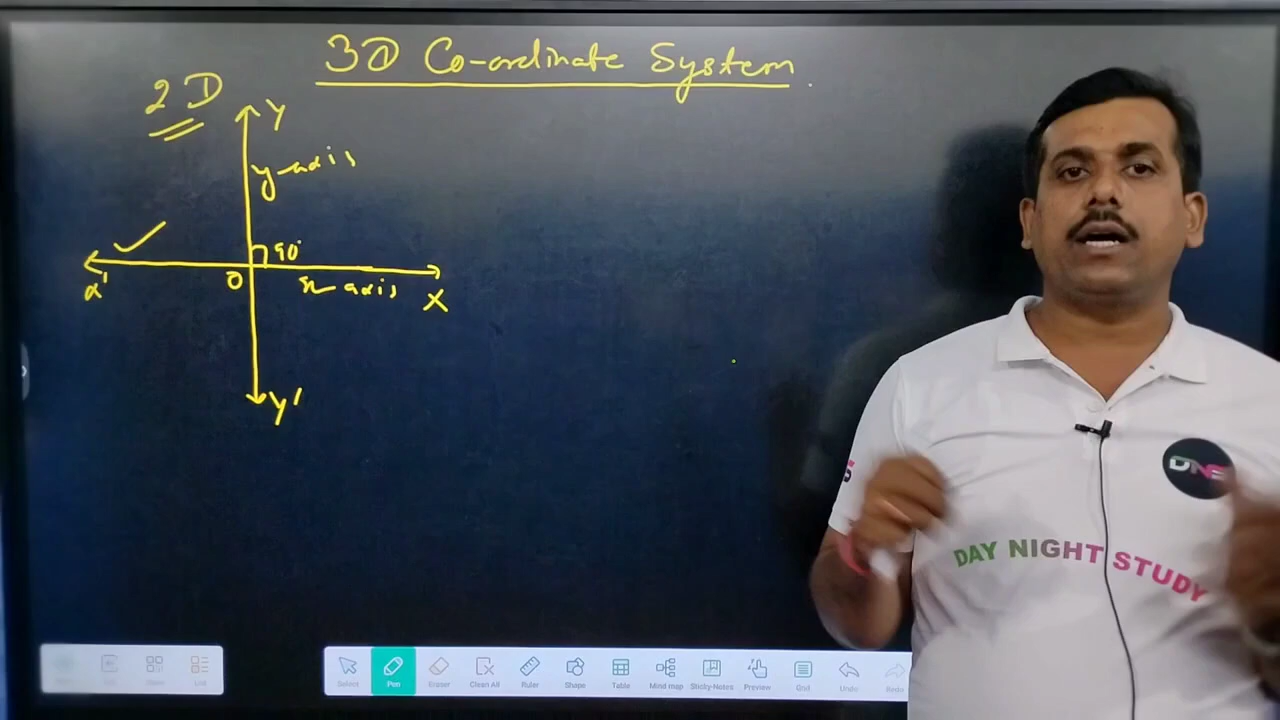 3D Co-ordinate System
2D
Y
y-axis
90°
X'
O
x-axis
X
Y'
DNS
DAY NIGHT STUDY
Select
Pen
Eraser
Clean All
Ruler
Shape
Table
Mind map
Sticky-Notes
Preview
Grid
Undo
Redo